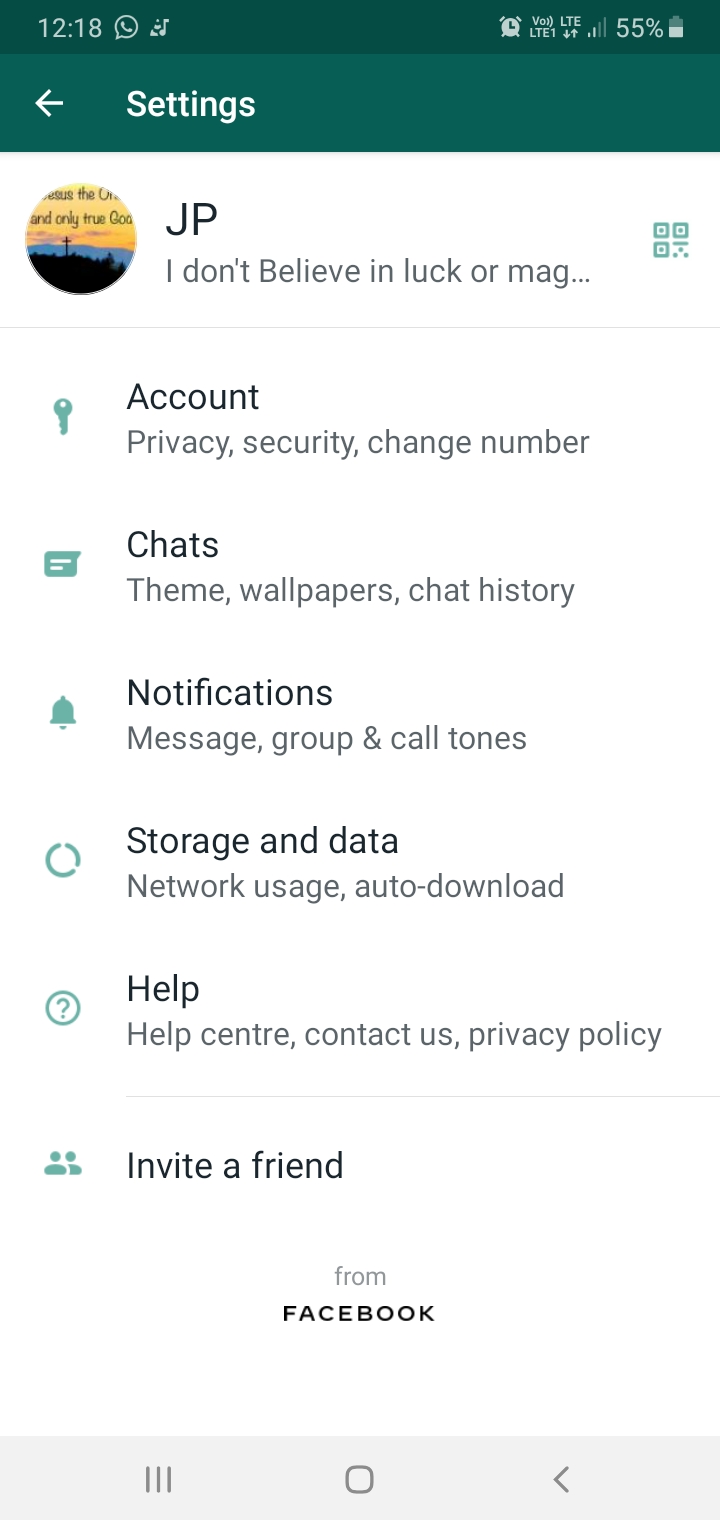 12:18 Vo)) LTE 55%
LTE1
Settings
esus the
and only true God
JP
I don't Believe in luck or mag...
Account
Privacy, security, change number
Chats
Theme, wallpapers, chat history
Notifications
Message, group & call tones
Storage and data
Network usage, auto-download
Help
Help centre, contact us, privacy policy
Invite a friend
from
FACEBOOK